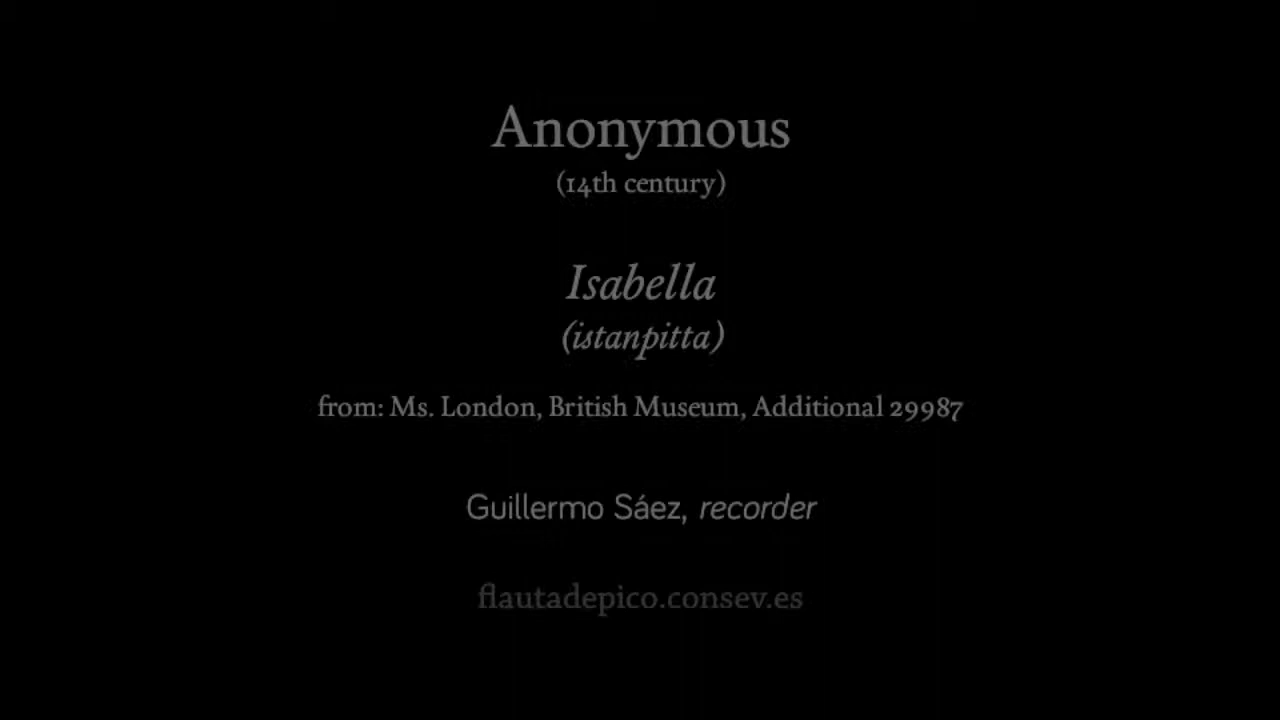 Anonymous
(14th century)
Isabella
(istanpitta)
from: Ms. London, British Museum, Additional 29987
Guillermo Sáez, recorder
flautadepico.consev.es